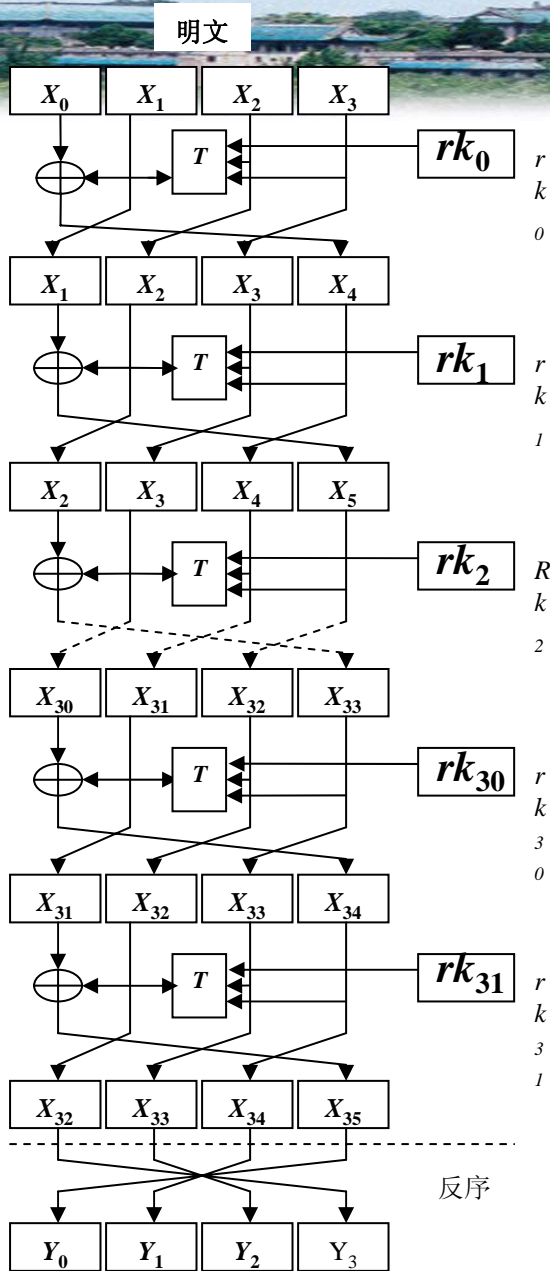 明文
X₀ X₁ X₂ X₃
T rk₀ r
k
0
X₁ X₂ X₃ X₄
T rk₁ r
k
1
X₂ X₃ X₄ X₅
T rk₂ R
k
2
X₃₀ X₃₁ X₃₂ X₃₃
T rk₃₀ r
k
3
0
X₃₁ X₃₂ X₃₃ X₃₄
T rk₃₁ r
k
3
1
X₃₂ X₃₃ X₃₄ X₃₅
反序
Y₀ Y₁ Y₂ Y₃